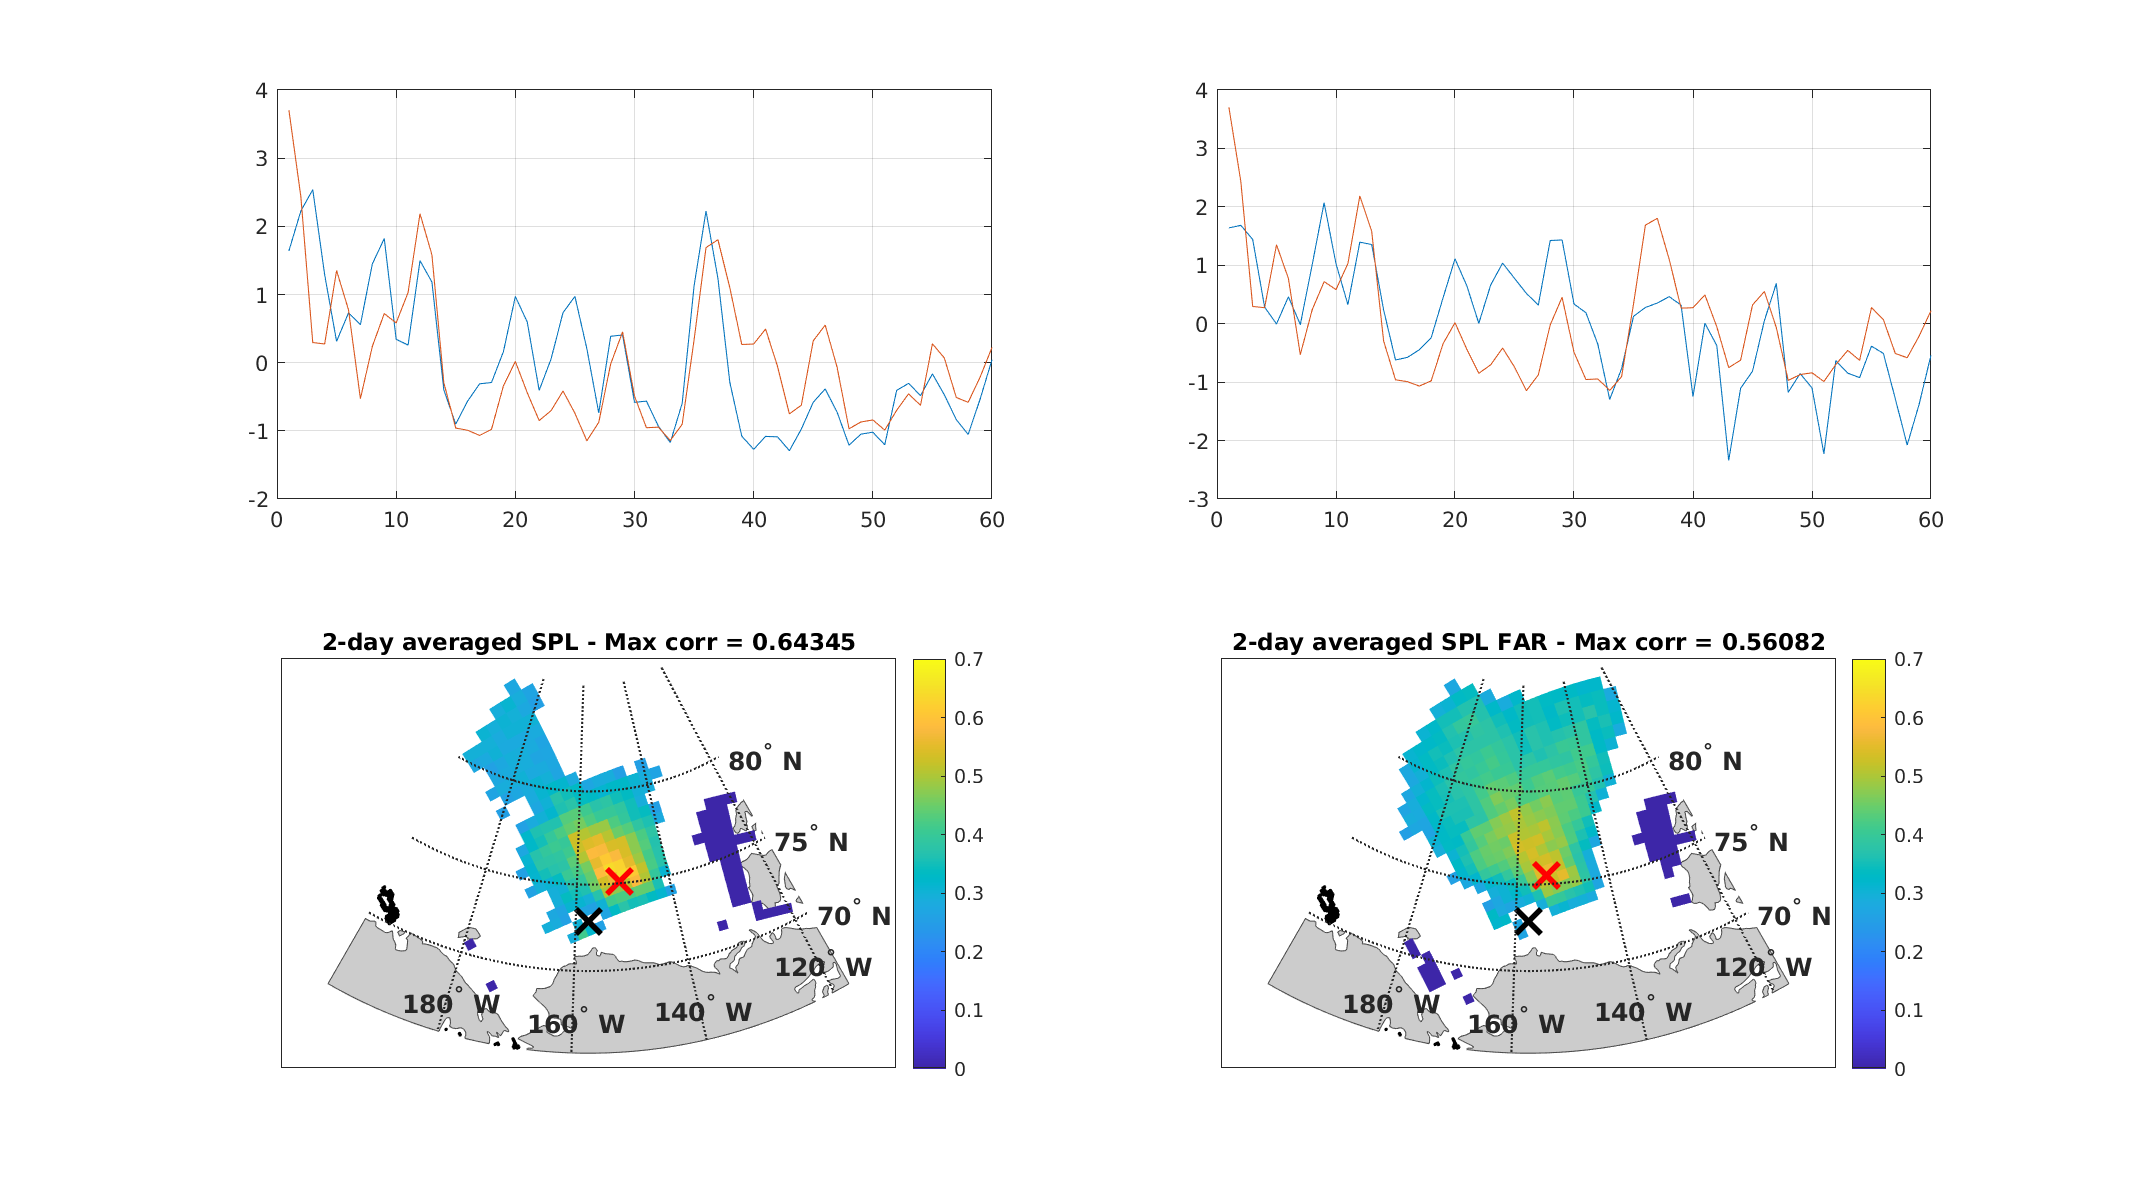 4
3
2
1
0
-1
-2
0 10 20 30 40 50 60
4
3
2
1
0
-1
-2
-3
0 10 20 30 40 50 60
2-day averaged SPL - Max corr = 0.64345
80° N
75° N
70° N
120° W
180° W
160° W
140° W
0.7
0.6
0.5
0.4
0.3
0.2
0.1
0
2-day averaged SPL FAR - Max corr = 0.56082
80° N
75° N
70° N
120° W
180° W
160° W
140° W
0.7
0.6
0.5
0.4
0.3
0.2
0.1
0